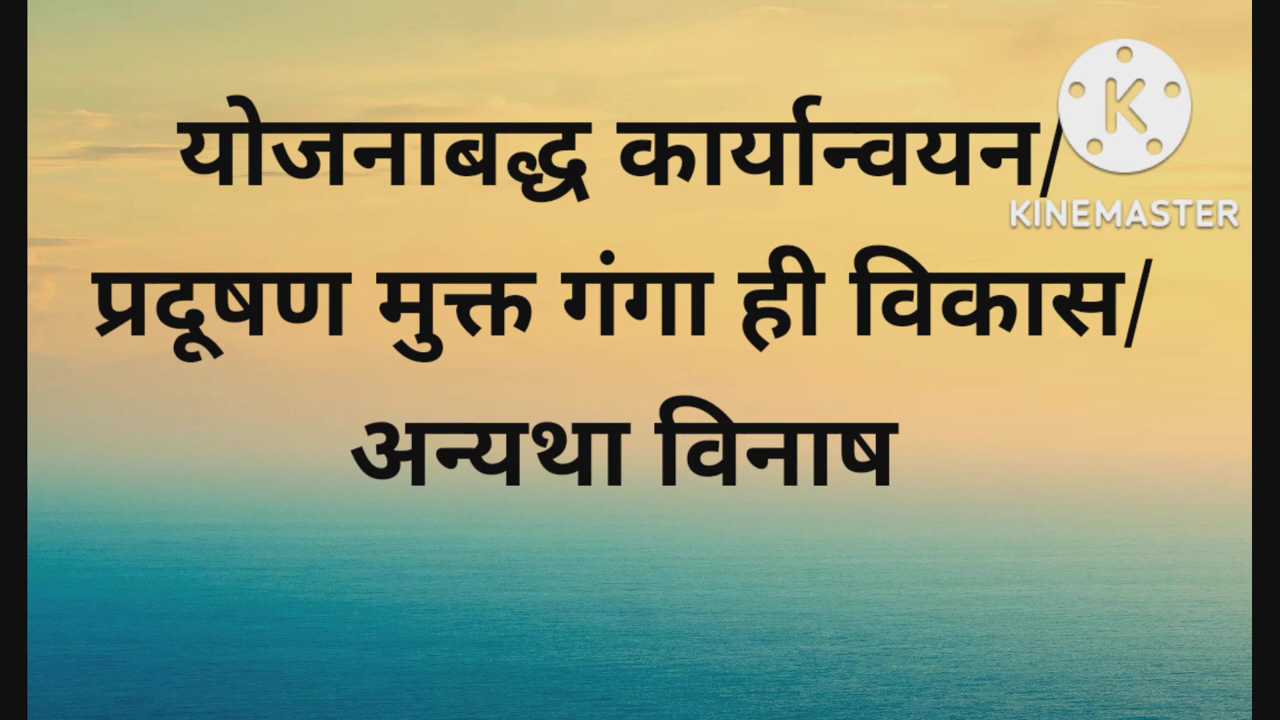 योजनाबद्ध कार्यान्वयन/
KINEMASTER
प्रदूषण मुक्त गंगा ही विकास/
अन्यथा विनाष